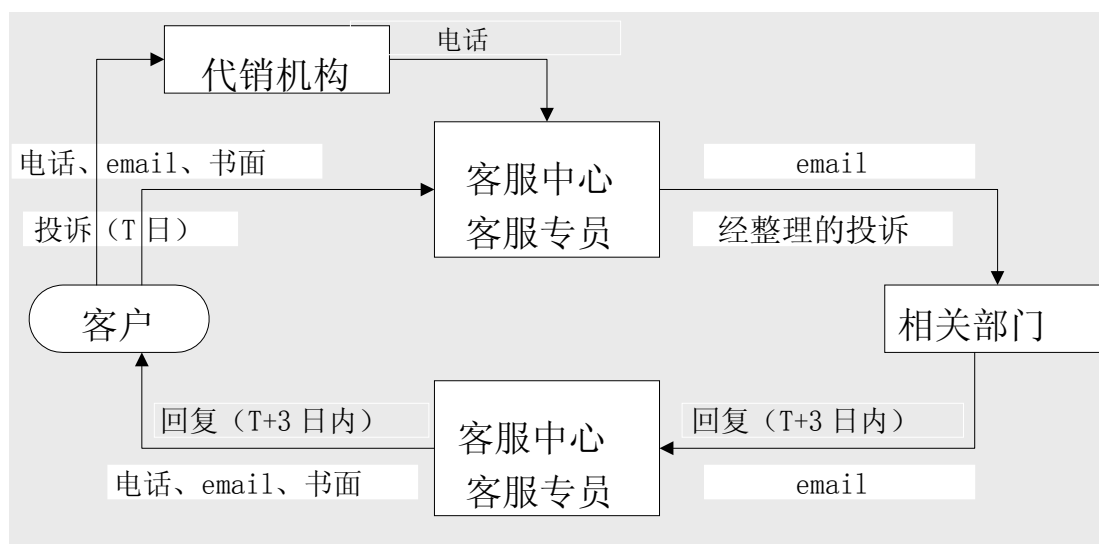 电话
代销机构
电话、email、书面
投诉（T 日）
客服中心
客服专员
email
经整理的投诉
客户
相关部门
回复（T+3 日内）
电话、email、书面
客服中心
客服专员
回复（T+3 日内）
email